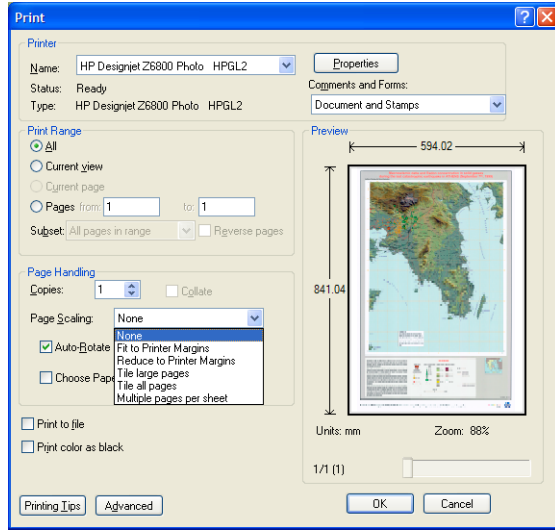 Print
Printer
Name: HP Designjet Z6800 Photo HPGL2
Properties
Status: Ready
Comments and Forms:
Type: HP Designjet Z6800 Photo HPGL2
Document and Stamps
Print Range
All
Current view
Current page
Pages from: 1 to: 1
Subset: All pages in range
Reverse pages
Page Handling
Copies: 1
Collate
Page Scaling: None
None
Fit to Printer Margins
Reduce to Printer Margins
Tile large pages
Tile all pages
Multiple pages per sheet
Auto-Rotate
Choose Pape
Print to file
Print color as black
Preview
594.02
841.04
Units: mm Zoom: 88%
1/1 (1)
Printing Tips
Advanced
OK
Cancel